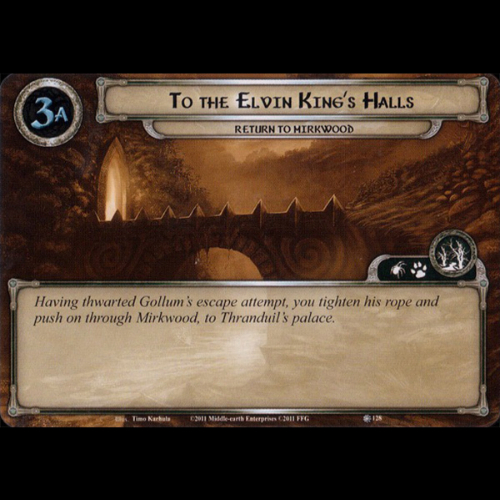 3A
To the Elvin King's Halls
Return to Mirkwood
Having thwarted Gollum's escape attempt, you tighten his rope and
push on through Mirkwood, to Thranduil's palace.
Illus. Timo Karhula ©2011 Middle-earth Enterprises ©2011 FFG 128